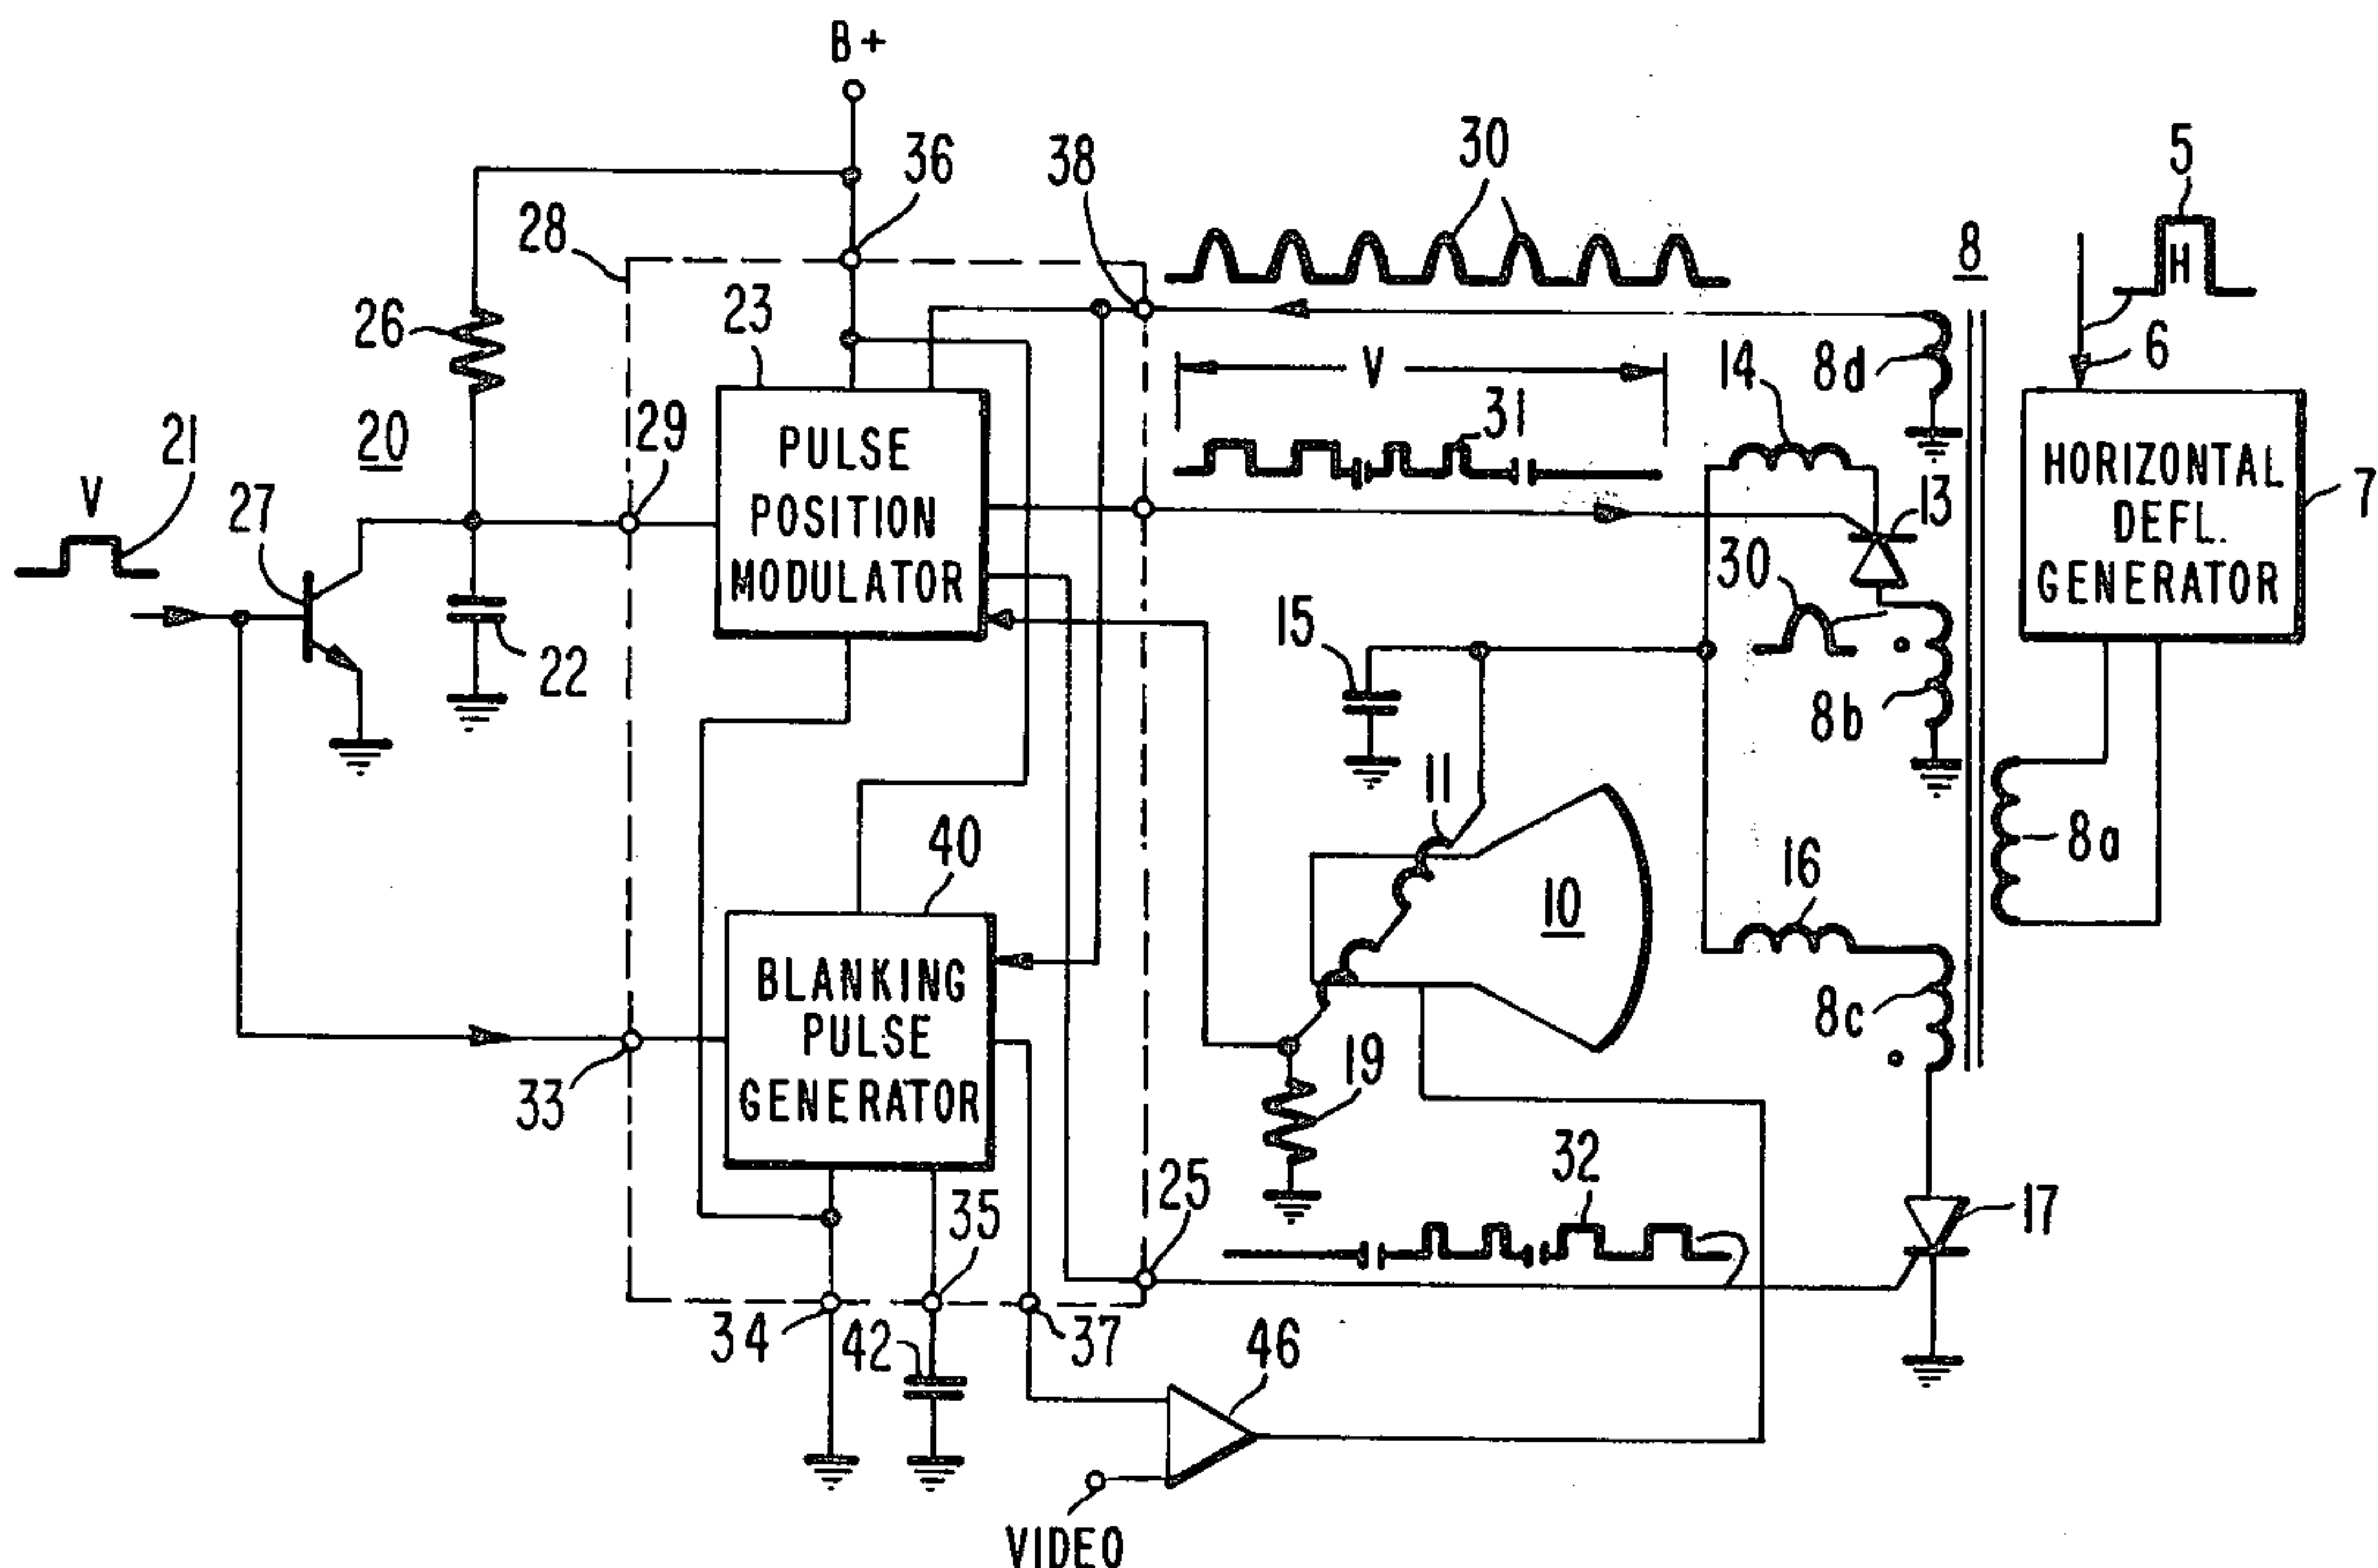 B+
36
38
30
5
H
28
8
26
23
6
14
8d
V
20
29
31
21
V
27
PULSE
POSITION
MODULATOR
HORIZONTAL
DEFL.
GENERATOR
7
13
30
15
22
8b
11
40
8a
16
10
BLANKING
PULSE
GENERATOR
8c
33
19
32
35
25
17
34
42
37
46
VIDEO